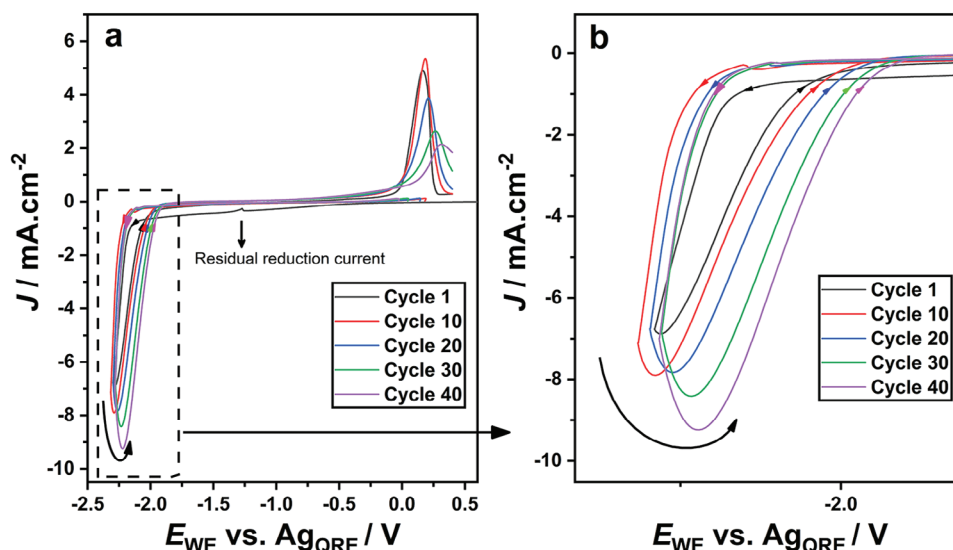 a
6
4
2
0
-2
-4
-6
-8
-10
J / mA.cm-2
Residual reduction current
Cycle 1
Cycle 10
Cycle 20
Cycle 30
Cycle 40
-2.5 -2.0 -1.5 -1.0 -0.5 0.0 0.5
EWE vs. AgQRE / V
b
0
-2
-4
-6
-8
-10
J / mA.cm-2
Cycle 1
Cycle 10
Cycle 20
Cycle 30
Cycle 40
-2.0
EWE vs. AgQRE / V